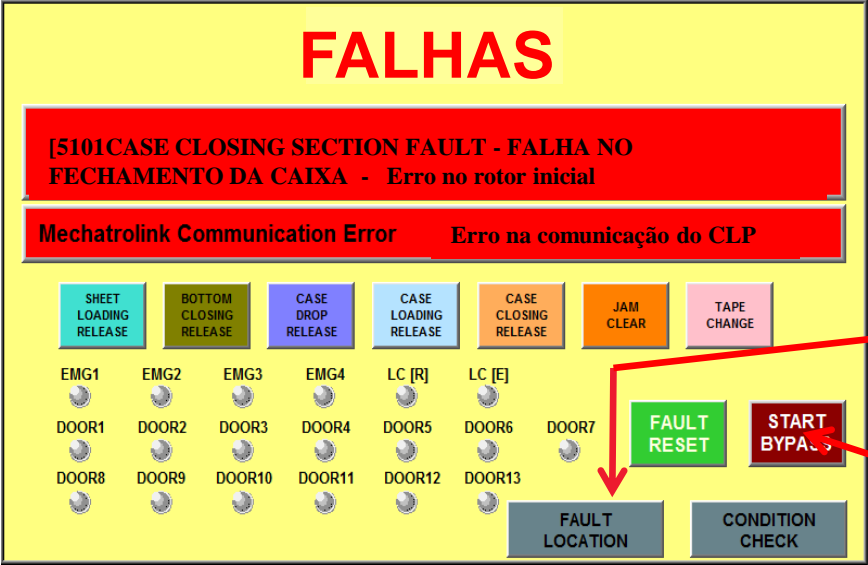 FALHAS
[5101CASE CLOSING SECTION FAULT - FALHA NO
FECHAMENTO DA CAIXA - Erro no rotor inicial
Mechatrolink Communication Error Erro na comunicação do CLP
SHEET LOADING RELEASE
BOTTOM CLOSING RELEASE
CASE DROP RELEASE
CASE LOADING RELEASE
CASE CLOSING RELEASE
JAM CLEAR
TAPE CHANGE
EMG1 EMG2 EMG3 EMG4 LC [R] LC [E]
DOOR1 DOOR2 DOOR3 DOOR4 DOOR5 DOOR6 DOOR7
FAULT RESET
START BYPASS
DOOR8 DOOR9 DOOR10 DOOR11 DOOR12 DOOR13
FAULT LOCATION
CONDITION CHECK